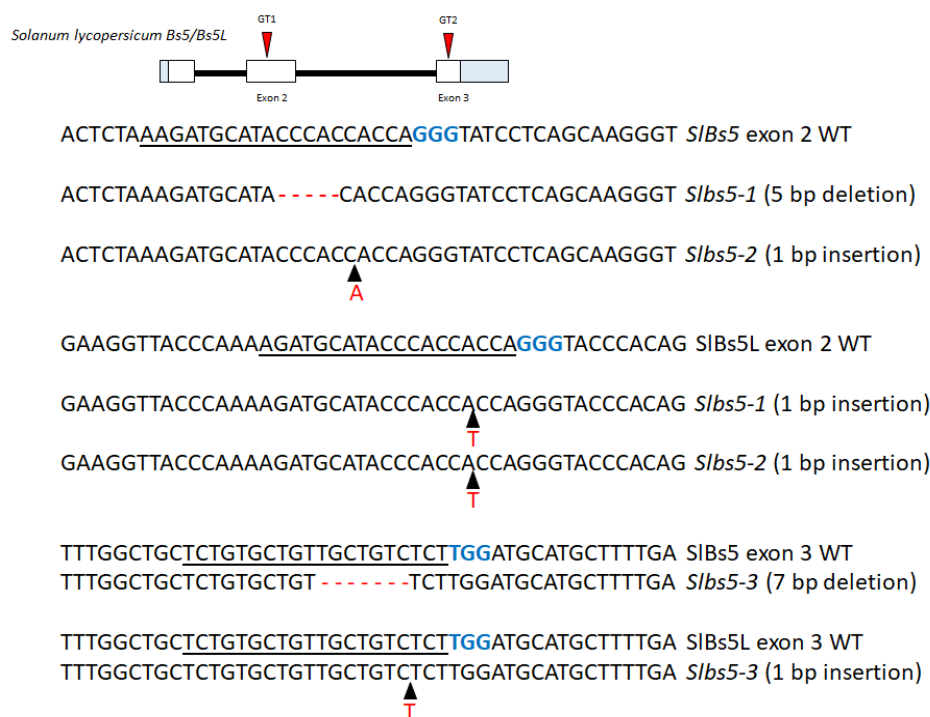 GT1 GT2
Solanum lycopersicum Bs5/Bs5L
Exon 2 Exon 3
ACTCTAAAGATGCATACCCACCACCAGGGTATCCTCAGCAAGGGT SlBs5 exon 2 WT
ACTCTAAAGATGCATA-----CACCAGGGTATCCTCAGCAAGGGT Slbs5-1 (5 bp deletion)
ACTCTAAAGATGCATACCCACCACCAGGGTATCCTCAGCAAGGGT Slbs5-2 (1 bp insertion)
A
GAAGGTTACCCAAAAGATGCATACCCACCACCAGGGTACCCACAG SlBs5L exon 2 WT
GAAGGTTACCCAAAAGATGCATACCCACCACCAGGGTACCCACAG Slbs5-1 (1 bp insertion)
T
GAAGGTTACCCAAAAGATGCATACCCACCACCAGGGTACCCACAG Slbs5-2 (1 bp insertion)
T
TTTGGCTGCTCTGTGCTGTTGCTGTCTCTTGGATGCATGCTTTTGA SlBs5 exon 3 WT
TTTGGCTGCTCTGTGCTGT-------TCTTGGATGCATGCTTTTGA Slbs5-3 (7 bp deletion)
TTTGGCTGCTCTGTGCTGTTGCTGTCTCTTGGATGCATGCTTTTGA SlBs5L exon 3 WT
TTTGGCTGCTCTGTGCTGTTGCTGTCTCTTGGATGCATGCTTTTGA Slbs5-3 (1 bp insertion)
T